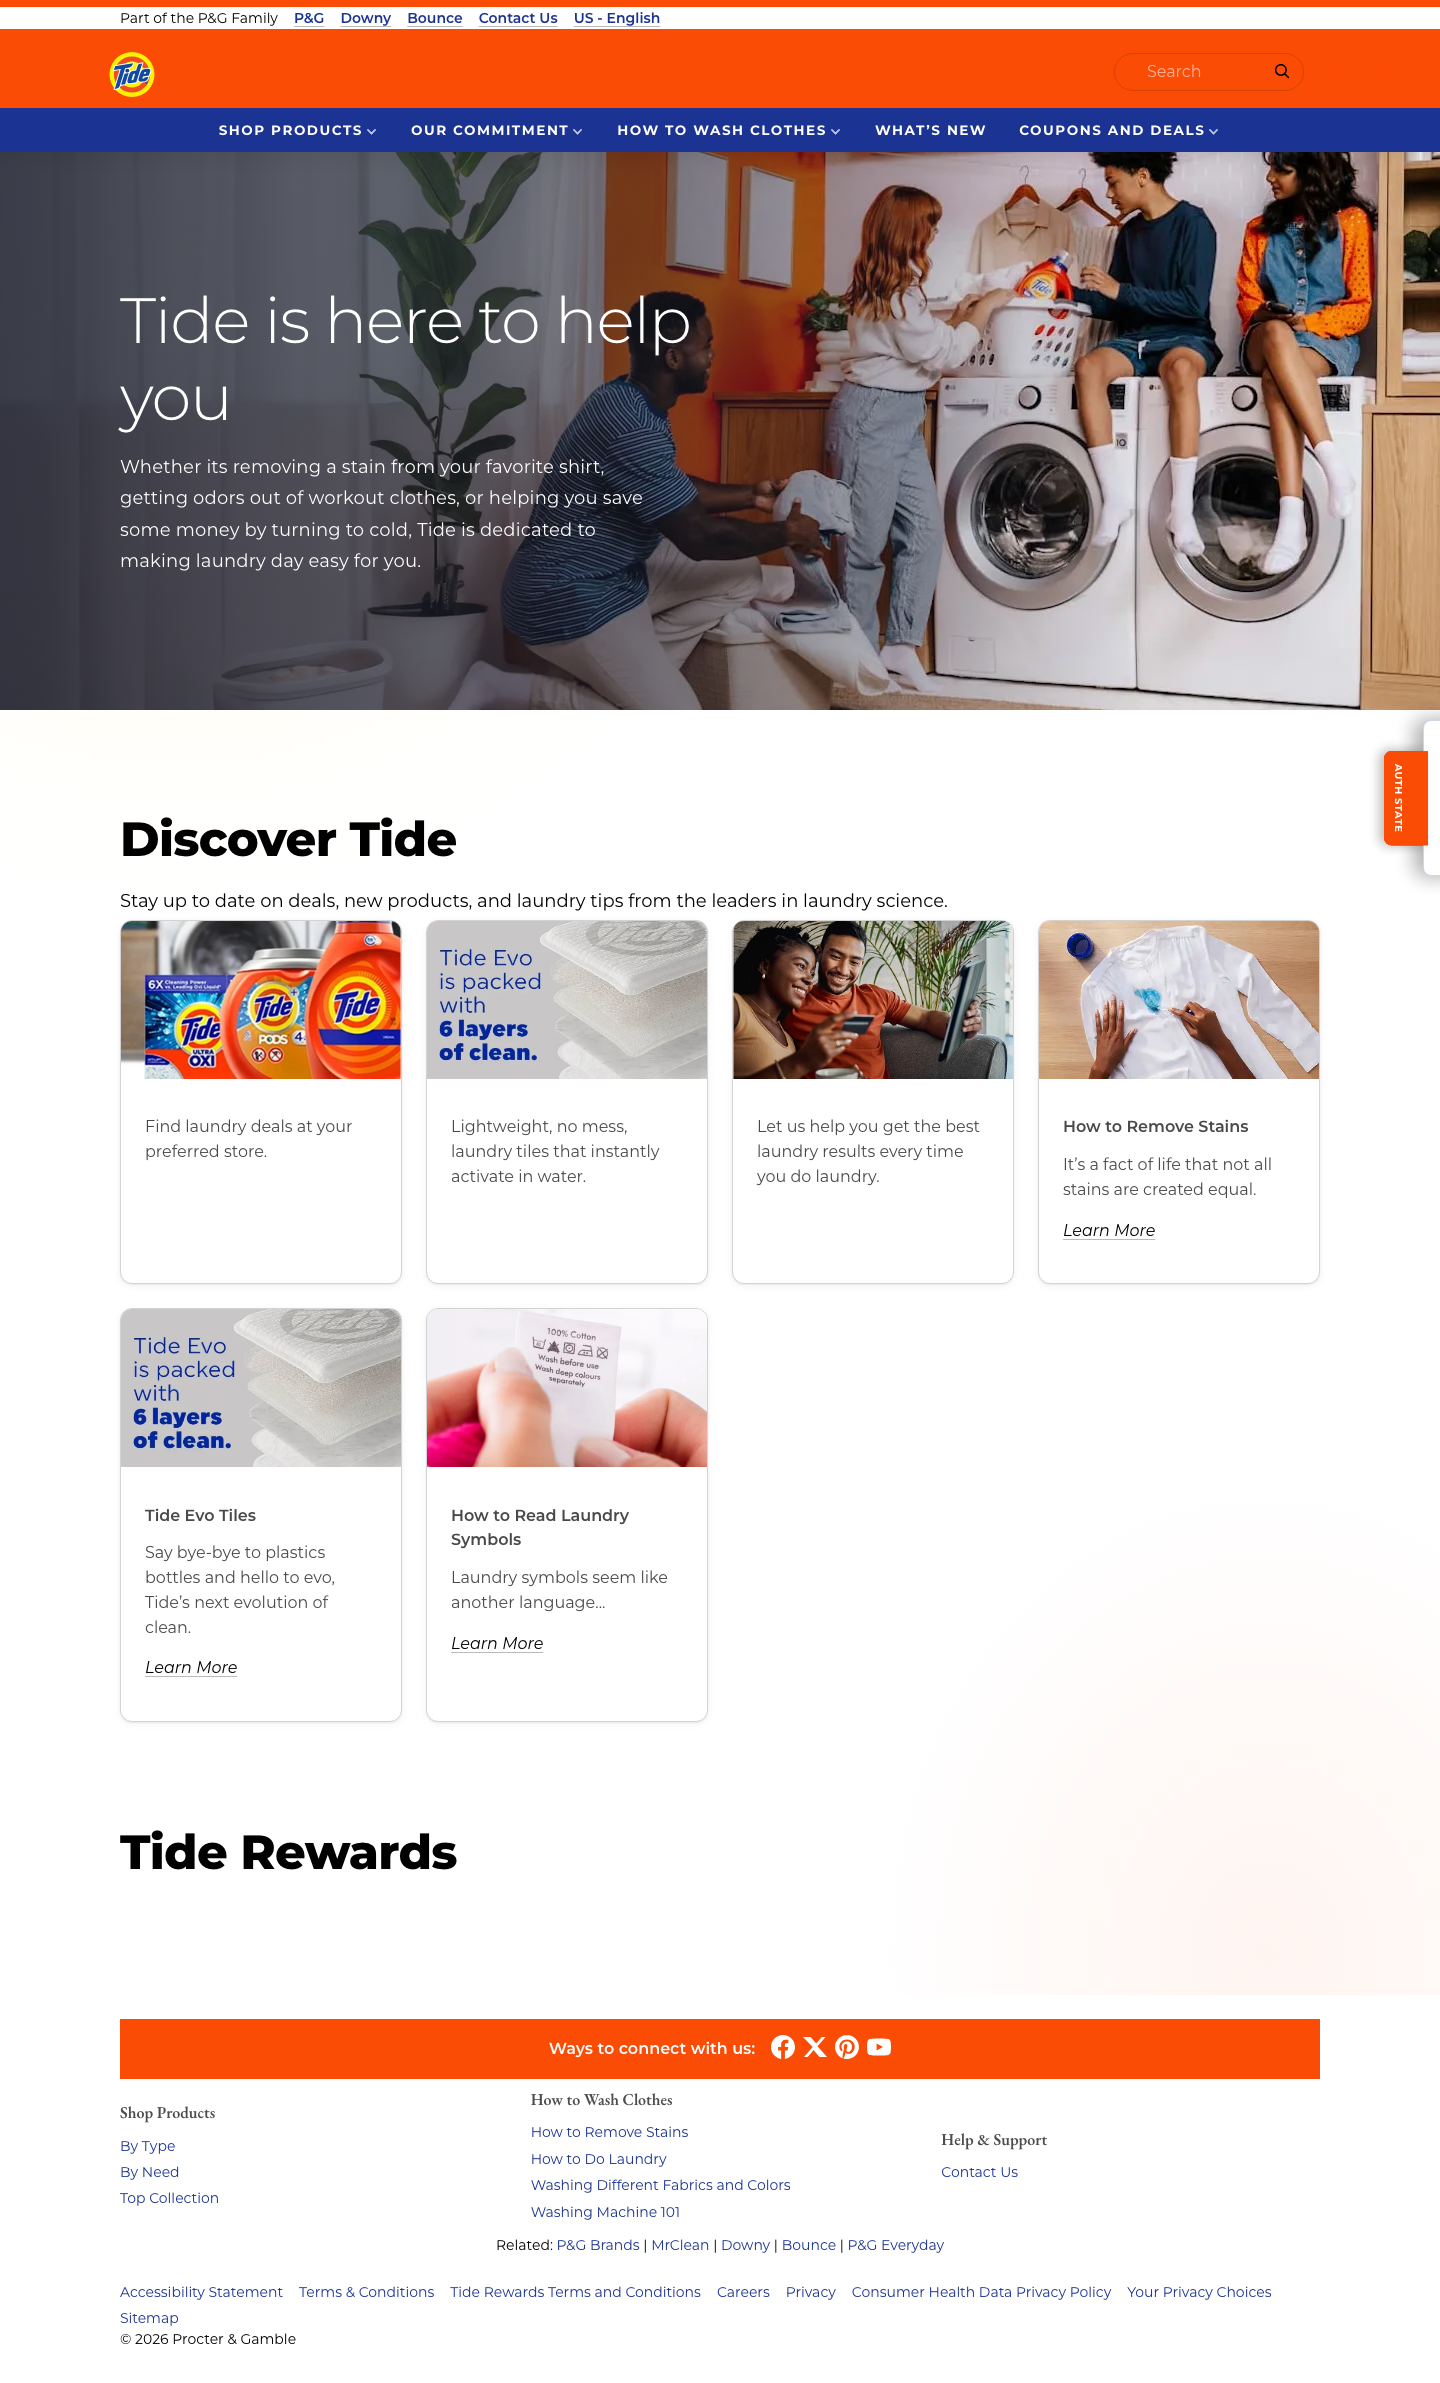 Part of the P&G Family P&G Downy Bounce Contact Us US - English
Tide
Search
SHOP PRODUCTS OUR COMMITMENT HOW TO WASH CLOTHES WHAT’S NEW COUPONS AND DEALS
Tide
Tide is here to help
you
Whether its removing a stain from your favorite shirt,
getting odors out of workout clothes, or helping you save
some money by turning to cold, Tide is dedicated to
making laundry day easy for you.
AUTH STATE
Discover Tide
Stay up to date on deals, new products, and laundry tips from the leaders in laundry science.
6X Cleaning Power
vs. Leading Oxi Liquid
Tide
ULTRA
OXI
Tide
PODS
Tide
Tide Evo
is packed
with
6 layers
of clean.
Tide
Find laundry deals at your
preferred store.
Lightweight, no mess,
laundry tiles that instantly
activate in water.
Let us help you get the best
laundry results every time
you do laundry.
How to Remove Stains
It’s a fact of life that not all
stains are created equal.
Learn More
Tide Evo
is packed
with
6 layers
of clean.
Tide
100% Cotton
Wash before use
Wash deep colours
separately
Tide Evo Tiles
Say bye-bye to plastics
bottles and hello to evo,
Tide’s next evolution of
clean.
Learn More
How to Read Laundry
Symbols
Laundry symbols seem like
another language...
Learn More
Tide Rewards
Ways to connect with us:
Shop Products
By Type
By Need
Top Collection
How to Wash Clothes
How to Remove Stains
How to Do Laundry
Washing Different Fabrics and Colors
Washing Machine 101
Help & Support
Contact Us
Related: P&G Brands | MrClean | Downy | Bounce | P&G Everyday
Accessibility Statement Terms & Conditions Tide Rewards Terms and Conditions Careers Privacy Consumer Health Data Privacy Policy Your Privacy Choices
Sitemap
© 2026 Procter & Gamble